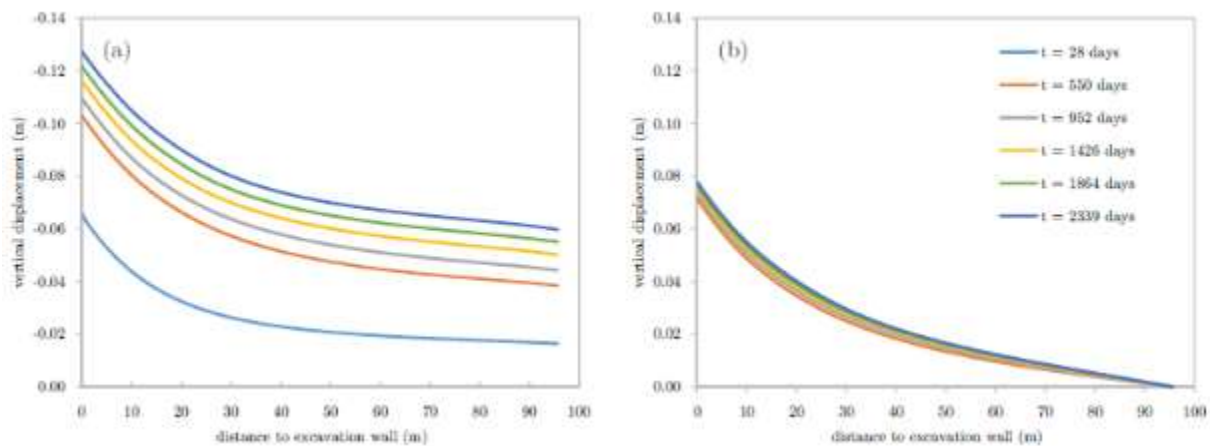 -0.14
-0.12
-0.10
-0.08
-0.06
-0.04
-0.02
0.00
vertical displacement (m)
(a)
0 10 20 30 40 50 60 70 80 90 100
distance to excavation wall (m)
0.14
0.12
0.10
0.08
0.06
0.04
0.02
0.00
vertical displacement (m)
(b)
t = 28 days
t = 550 days
t = 952 days
t = 1426 days
t = 1864 days
t = 2339 days
0 10 20 30 40 50 60 70 80 90 100
distance to excavation wall (m)